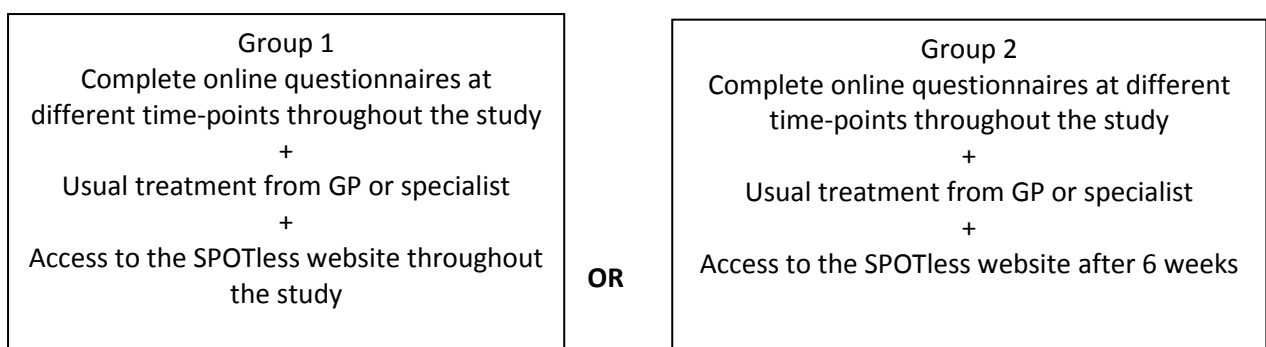 Group 1
Complete online questionnaires at
different time-points throughout the study
+
Usual treatment from GP or specialist
+
Access to the SPOTless website throughout
the study
OR
Group 2
Complete online questionnaires at different
time-points throughout the study
+
Usual treatment from GP or specialist
+
Access to the SPOTless website after 6 weeks